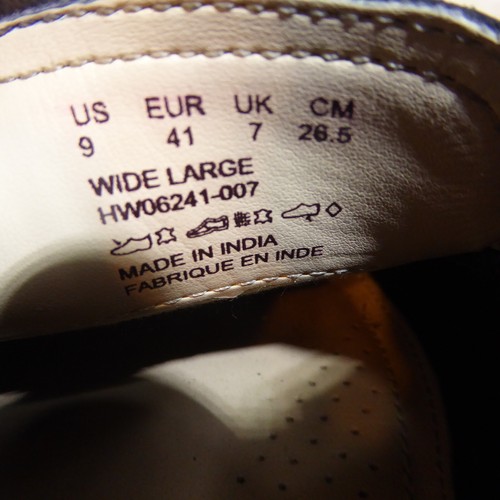 US EUR UK CM
9 41 7 26.5
WIDE LARGE
HW06241-007
MADE IN INDIA
FABRIQUE EN INDE